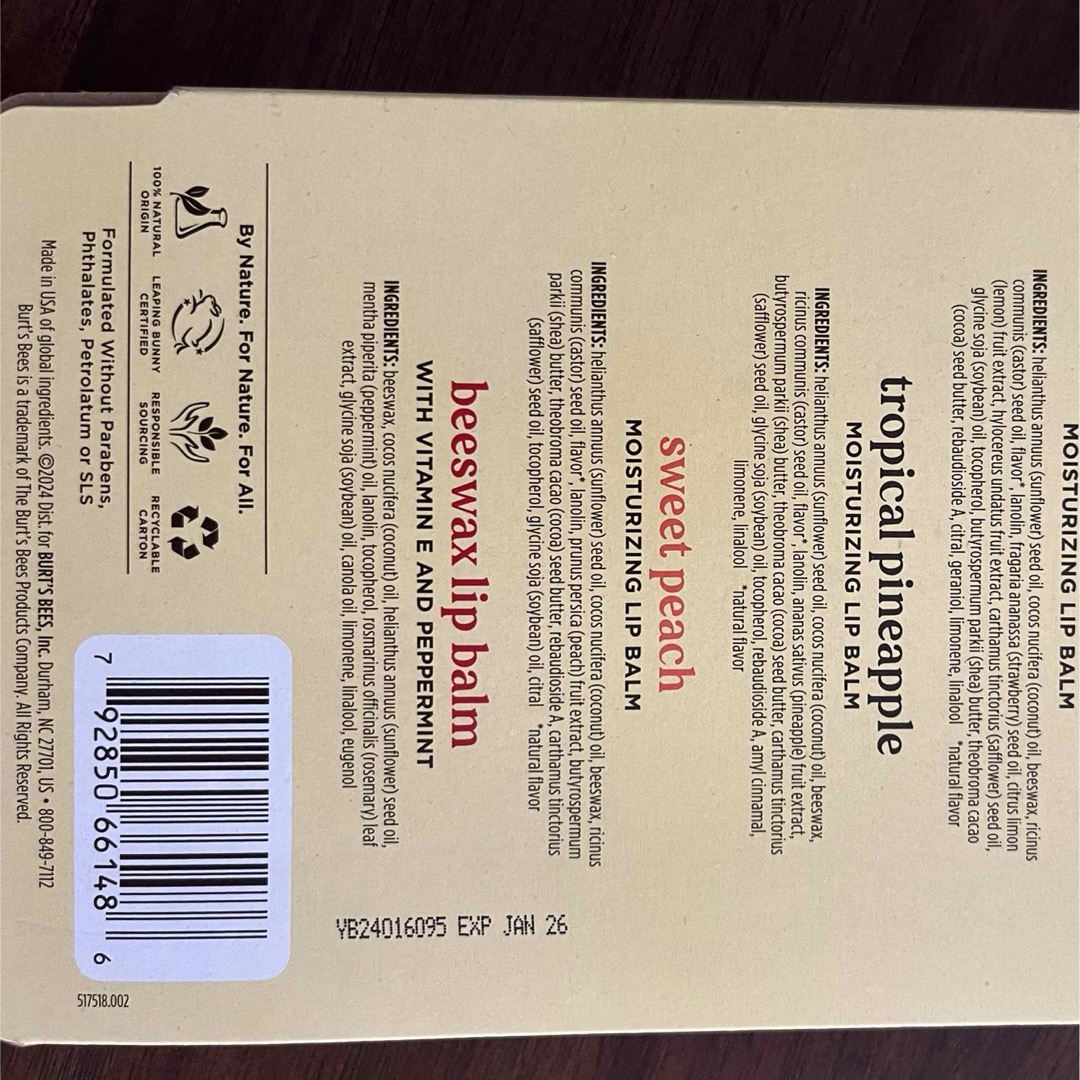 MOISTURIZING LIP BALM
INGREDIENTS: helianthus annuus (sunflower) seed oil, cocos nucifera (coconut) oil, beeswax, ricinus
communis (castor) seed oil, flavor*, lanolin, fragaria ananassa (strawberry) seed oil, citrus limon
(lemon) fruit extract, hylocereus undatus fruit extract, carthamus tinctorius (safflower) seed oil,
glycine soja (soybean) oil, tocopherol, butyrospermum parkii (shea) butter, theobroma cacao
(cocoa) seed butter, rebaudioside A, citral, geraniol, limonene, linalool *natural flavor
tropical pineapple
MOISTURIZING LIP BALM
INGREDIENTS: helianthus annuus (sunflower) seed oil, cocos nucifera (coconut) oil, beeswax,
ricinus communis (castor) seed oil, flavor*, lanolin, ananas sativus (pineapple) fruit extract,
butyrospermum parkii (shea) butter, theobroma cacao (cocoa) seed butter, carthamus tinctorius
(safflower) seed oil, glycine soja (soybean) oil, tocopherol, rebaudioside A, amyl cinnamal,
limonene, linalool *natural flavor
sweet peach
MOISTURIZING LIP BALM
INGREDIENTS: helianthus annuus (sunflower) seed oil, cocos nucifera (coconut) oil, beeswax, ricinus
communis (castor) seed oil, flavor*, lanolin, prunus persica (peach) fruit extract, butyrospermum
parkii (shea) butter, theobroma cacao (cocoa) seed butter, rebaudioside A, carthamus tinctorius
(safflower) seed oil, tocopherol, glycine soja (soybean) oil, citral *natural flavor
beeswax lip balm
WITH VITAMIN E AND PEPPERMINT
INGREDIENTS: beeswax, cocos nucifera (coconut) oil, helianthus annuus (sunflower) seed oil,
mentha piperita (peppermint) oil, lanolin, tocopherol, rosmarinus officinalis (rosemary) leaf
extract, glycine soja (soybean) oil, canola oil, limonene, linalool, eugenol
YB24016095 EXP JAN 26
By Nature. For Nature. For All.
100% NATURAL
ORIGIN
LEAPING BUNNY
CERTIFIED
RESPONSIBLE
SOURCING
RECYCLABLE
CARTON
Formulated Without Parabens,
Phthalates, Petrolatum or SLS
Made in USA of global ingredients. ©2024 Dist. for BURT'S BEES, Inc. Durham, NC 27701, US • 800-849-7112
Burt's Bees is a trademark of The Burt's Bees Products Company. All Rights Reserved.
7 92850 66148 6
517518.002